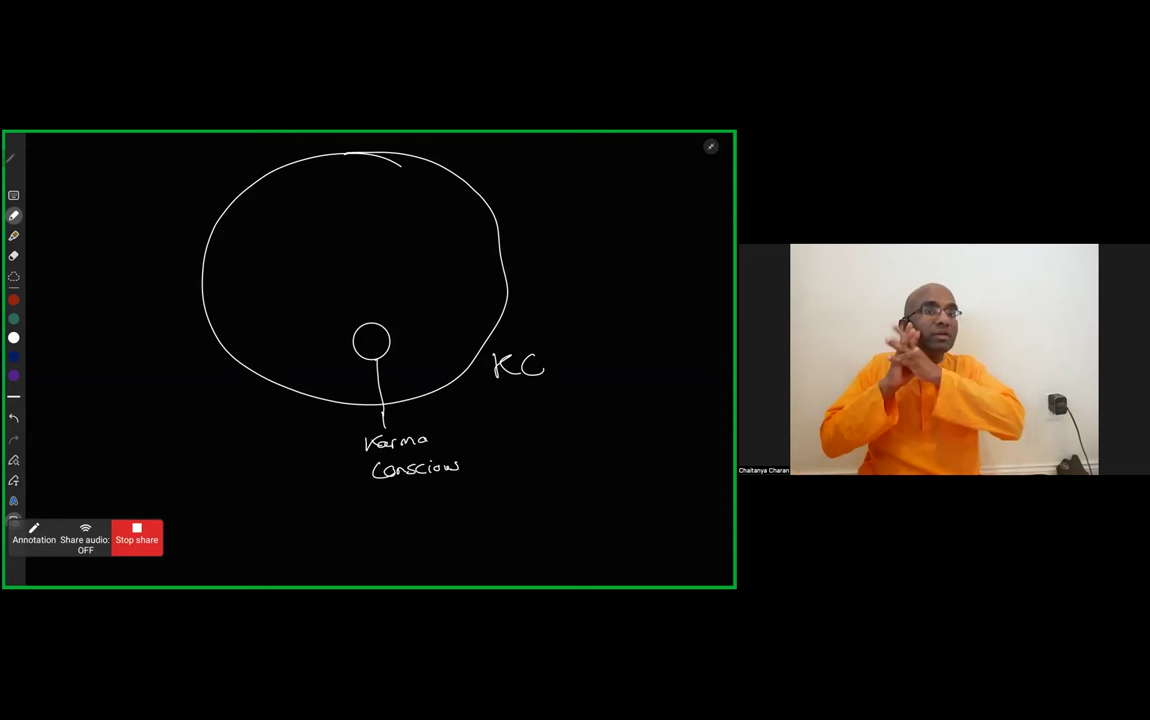 KC
Karma
Conscious
Annotation
Share audio:
OFF
Stop share
Chaitanya Charan